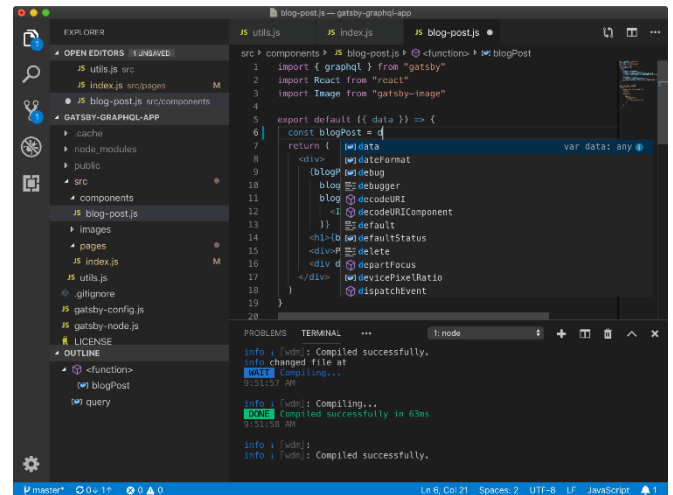 blog-post.js — gatsby-graphql-app
EXPLORER
OPEN EDITORS 1 UNSAVED
JS utils.js src
JS index.js src/pages M
JS blog-post.js src/components
GATSBY-GRAPHQL-APP
.cache
node_modules
public
src
components
JS blog-post.js
images
pages
JS index.js M
JS utils.js
.gitignore
JS gatsby-config.js
JS gatsby-node.js
LICENSE
OUTLINE
<function>
blogPost
query
JS utils.js
JS index.js
JS blog-post.js
src components JS blog-post.js <function> blogPost
1 import { graphql } from "gatsby"
2 import React from "react"
3 import Image from "gatsby-image"
4
5 export default ({ data }) => {
6 const blogPost = d
7 return (
8 <div>
9 {blogP
10 blog
11 blog
12 <I
13 )}
14 <h1>{b
15 <div>P
16 <div d
17 </div>
18 )
19 }
20
data var data: any
dateFormat
debug
debugger
decodeURI
decodeURIComponent
default
defaultStatus
delete
departFocus
devicePixelRatio
dispatchEvent
PROBLEMS TERMINAL ••• 1: node
info i ｢wdm｣: Compiled successfully.
info changed file at
WAIT Compiling...
9:51:57 AM
info i ｢wdm｣: Compiling...
DONE Compiled successfully in 63ms
9:51:58 AM
info i ｢wdm｣:
info i ｢wdm｣: Compiled successfully.
master* 0↓ 1↑ 0 0 Ln 6, Col 21 Spaces: 2 UTF-8 LF JavaScript 1